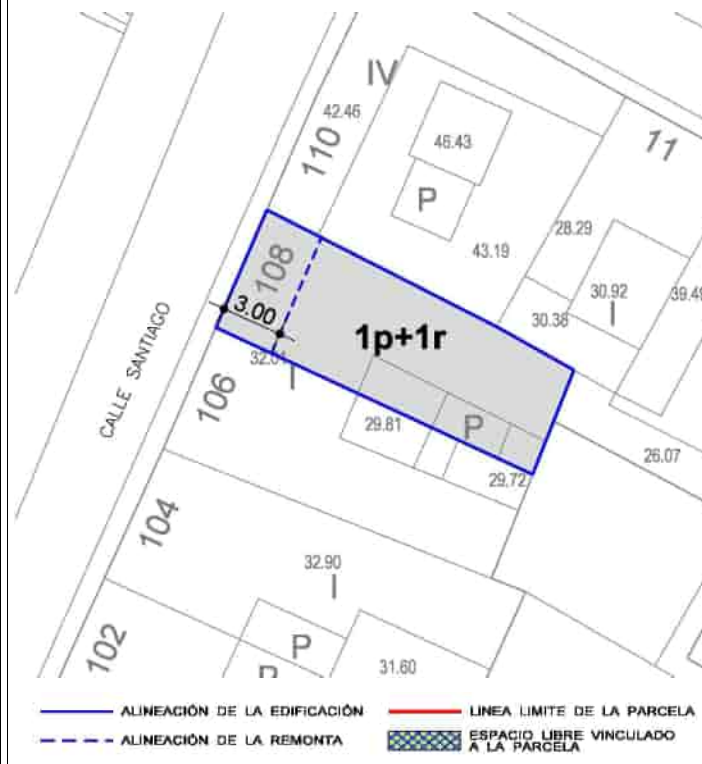 IV
42.46
110
46.43
P
11
43.19
28.29
30.92
I
39.49
30.38
108
3.00
1p+1r
32.01
I
CALLE SANTIAGO
106
29.81
P
29.72
26.07
104
32.90
I
102
P
P
31.60
ALINEACIÓN DE LA EDIFICACIÓN
LINEA LIMITE DE LA PARCELA
ALINEACIÓN DE LA REMONTA
ESPACIO LIBRE VINCULADO
A LA PARCELA